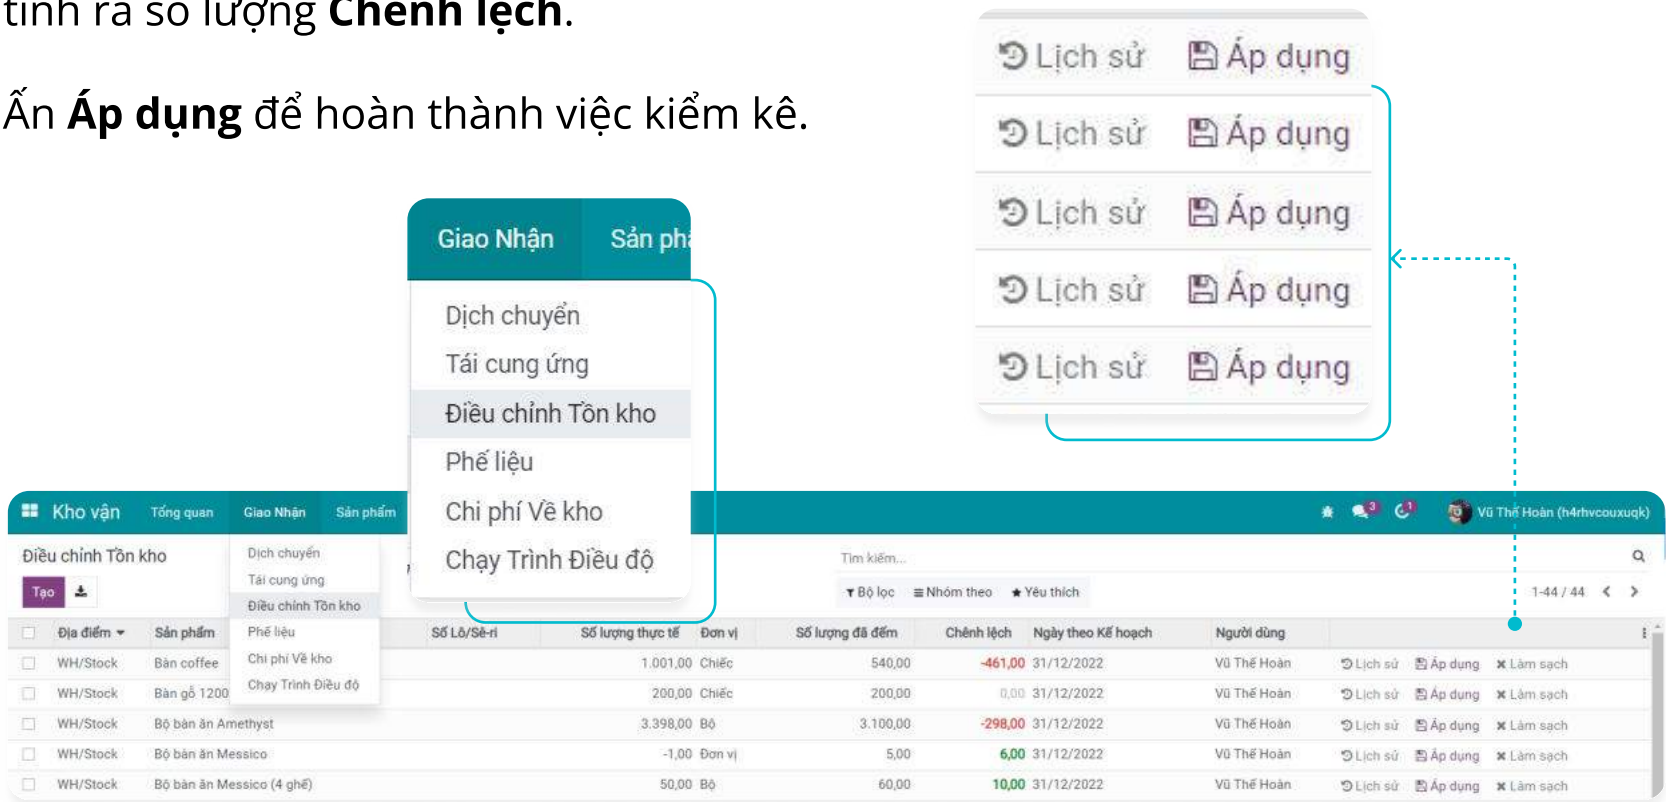 tính ra số lượng Chênh lệch.
Ấn Áp dụng để hoàn thành việc kiểm kê.
Lịch sử Áp dụng
Lịch sử Áp dụng
Lịch sử Áp dụng
Lịch sử Áp dụng
Lịch sử Áp dụng
Giao Nhận Sản phẩ
Dịch chuyển
Tái cung ứng
Điều chỉnh Tồn kho
Phế liệu
Chi phí Về kho
Chạy Trình Điều độ
Kho vận Tổng quan Giao Nhận Sản phẩm 3 1 Vũ Thế Hoàn (h4rhvcouxuqk)
Điều chỉnh Tồn kho Tìm kiếm...
Tạo Bộ lọc Nhóm theo Yêu thích 1-44 / 44
Dịch chuyển
Tái cung ứng
Điều chỉnh Tồn kho
Phế liệu
Chi phí Về kho
Chạy Trình Điều độ
Địa điểm Sản phẩm Số Lô/Sê-ri Số lượng thực tế Đơn vị Số lượng đã đếm Chênh lệch Ngày theo Kế hoạch Người dùng
WH/Stock Bàn coffee 1.001,00 Chiếc 540,00 -461,00 31/12/2022 Vũ Thế Hoàn Lịch sử Áp dụng Làm sạch
WH/Stock Bàn gỗ 1200 200,00 Chiếc 200,00 0,00 31/12/2022 Vũ Thế Hoàn Lịch sử Áp dụng Làm sạch
WH/Stock Bộ bàn ăn Amethyst 3.398,00 Bộ 3.100,00 -298,00 31/12/2022 Vũ Thế Hoàn Lịch sử Áp dụng Làm sạch
WH/Stock Bộ bàn ăn Messico -1,00 Đơn vị 5,00 6,00 31/12/2022 Vũ Thế Hoàn Lịch sử Áp dụng Làm sạch
WH/Stock Bộ bàn ăn Messico (4 ghế) 50,00 Bộ 60,00 10,00 31/12/2022 Vũ Thế Hoàn Lịch sử Áp dụng Làm sạch